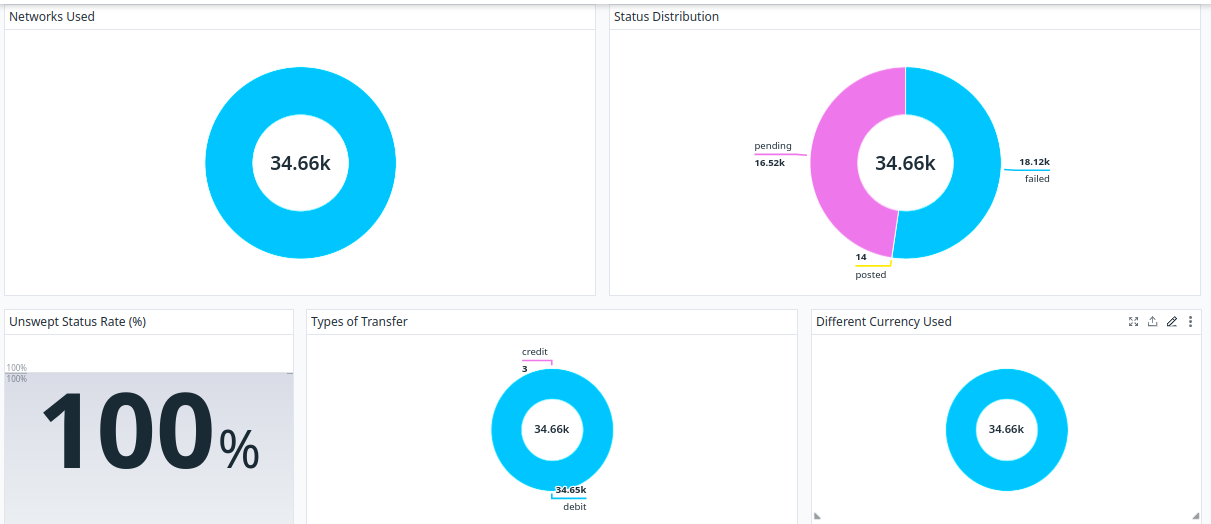 Networks Used
34.66k
Status Distribution
pending
16.52k
34.66k
18.12k
failed
14
posted
Unswept Status Rate (%)
100%
100%
100%
Types of Transfer
credit
3
34.66k
34.65k
debit
Different Currency Used
34.66k